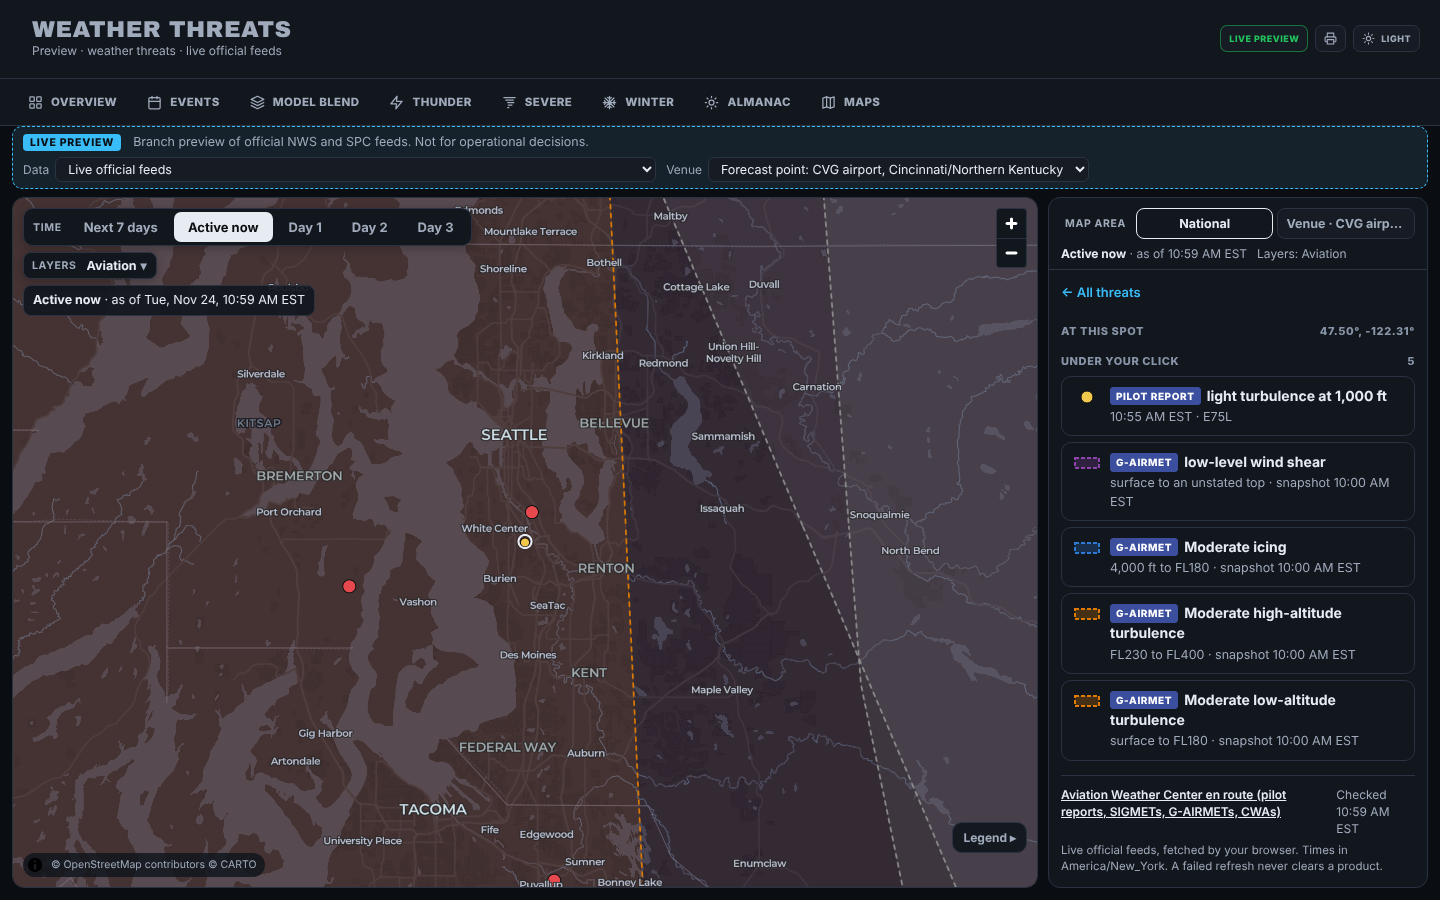 WEATHER THREATS
Preview · weather threats · live official feeds
LIVE PREVIEW
LIGHT
OVERVIEW
EVENTS
MODEL BLEND
THUNDER
SEVERE
WINTER
ALMANAC
MAPS
LIVE PREVIEW Branch preview of official NWS and SPC feeds. Not for operational decisions.
Data Live official feeds Venue Forecast point: CVG airport, Cincinnati/Northern Kentucky
TIME Next 7 days Active now Day 1 Day 2 Day 3
LAYERS Aviation ▾
Active now · as of Tue, Nov 24, 10:59 AM EST
+
−
Maltby
Mountlake Terrace
Shoreline
Bothell
Cottage Lake
Duvall
Kirkland
Redmond
Union Hill-
Novelty Hill
Silverdale
Carnation
KITSAP
SEATTLE
BELLEVUE
Sammamish
BREMERTON
Port Orchard
White Center
Issaquah
Snoqualmie
North Bend
Burien
RENTON
Vashon
SeaTac
Des Moines
KENT
Maple Valley
Gig Harbor
FEDERAL WAY
Auburn
Artondale
TACOMA
Fife
Edgewood
University Place
Sumner
Enumclaw
Puyallup
Bonney Lake
Legend ▸
© OpenStreetMap contributors © CARTO
MAP AREA National Venue · CVG airp...
Active now · as of 10:59 AM EST Layers: Aviation
← All threats
AT THIS SPOT 47.50°, -122.31°
UNDER YOUR CLICK 5
PILOT REPORT light turbulence at 1,000 ft
10:55 AM EST · E75L
G-AIRMET low-level wind shear
surface to an unstated top · snapshot 10:00 AM
EST
G-AIRMET Moderate icing
4,000 ft to FL180 · snapshot 10:00 AM EST
G-AIRMET Moderate high-altitude
turbulence
FL230 to FL400 · snapshot 10:00 AM EST
G-AIRMET Moderate low-altitude
turbulence
surface to FL180 · snapshot 10:00 AM EST
Aviation Weather Center en route (pilot
reports, SIGMETs, G-AIRMETs, CWAs)
Checked
10:59 AM
EST
Live official feeds, fetched by your browser. Times in
America/New_York. A failed refresh never clears a product.